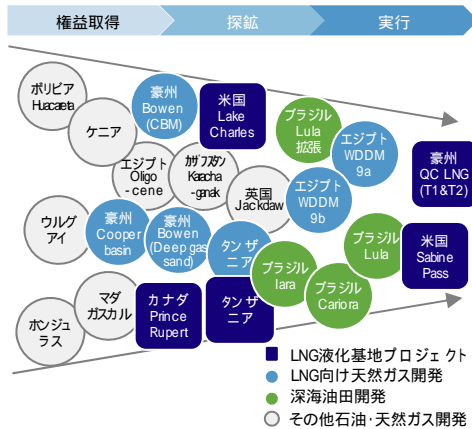 権益取得
探鉱
実行
ボリビア
Huacareta
ケニア
豪州
Bowen
(CBM)
米国
Lake
Charles
ブラジル
Lula
拡張
エジプト
WDDM
9a
豪州
QC LNG
(T1&T2)
エジプト
Oligo
-cene
カザフスタン
Karacha
-ganak
英国
Jackdaw
エジプト
WDDM
9b
ウルグ
アイ
豪州
Cooper
basin
豪州
Bowen
(Deep gas
sand)
タンザ
ニア
ブラジル
Iara
ブラジル
Cariora
ブラジル
Lula
米国
Sabine
Pass
ホンジュ
ラス
マダ
ガスカル
カナダ
Prince
Rupert
タンザ
ニア
LNG液化基地プロジェクト
LNG向け天然ガス開発
深海油田開発
その他石油・天然ガス開発